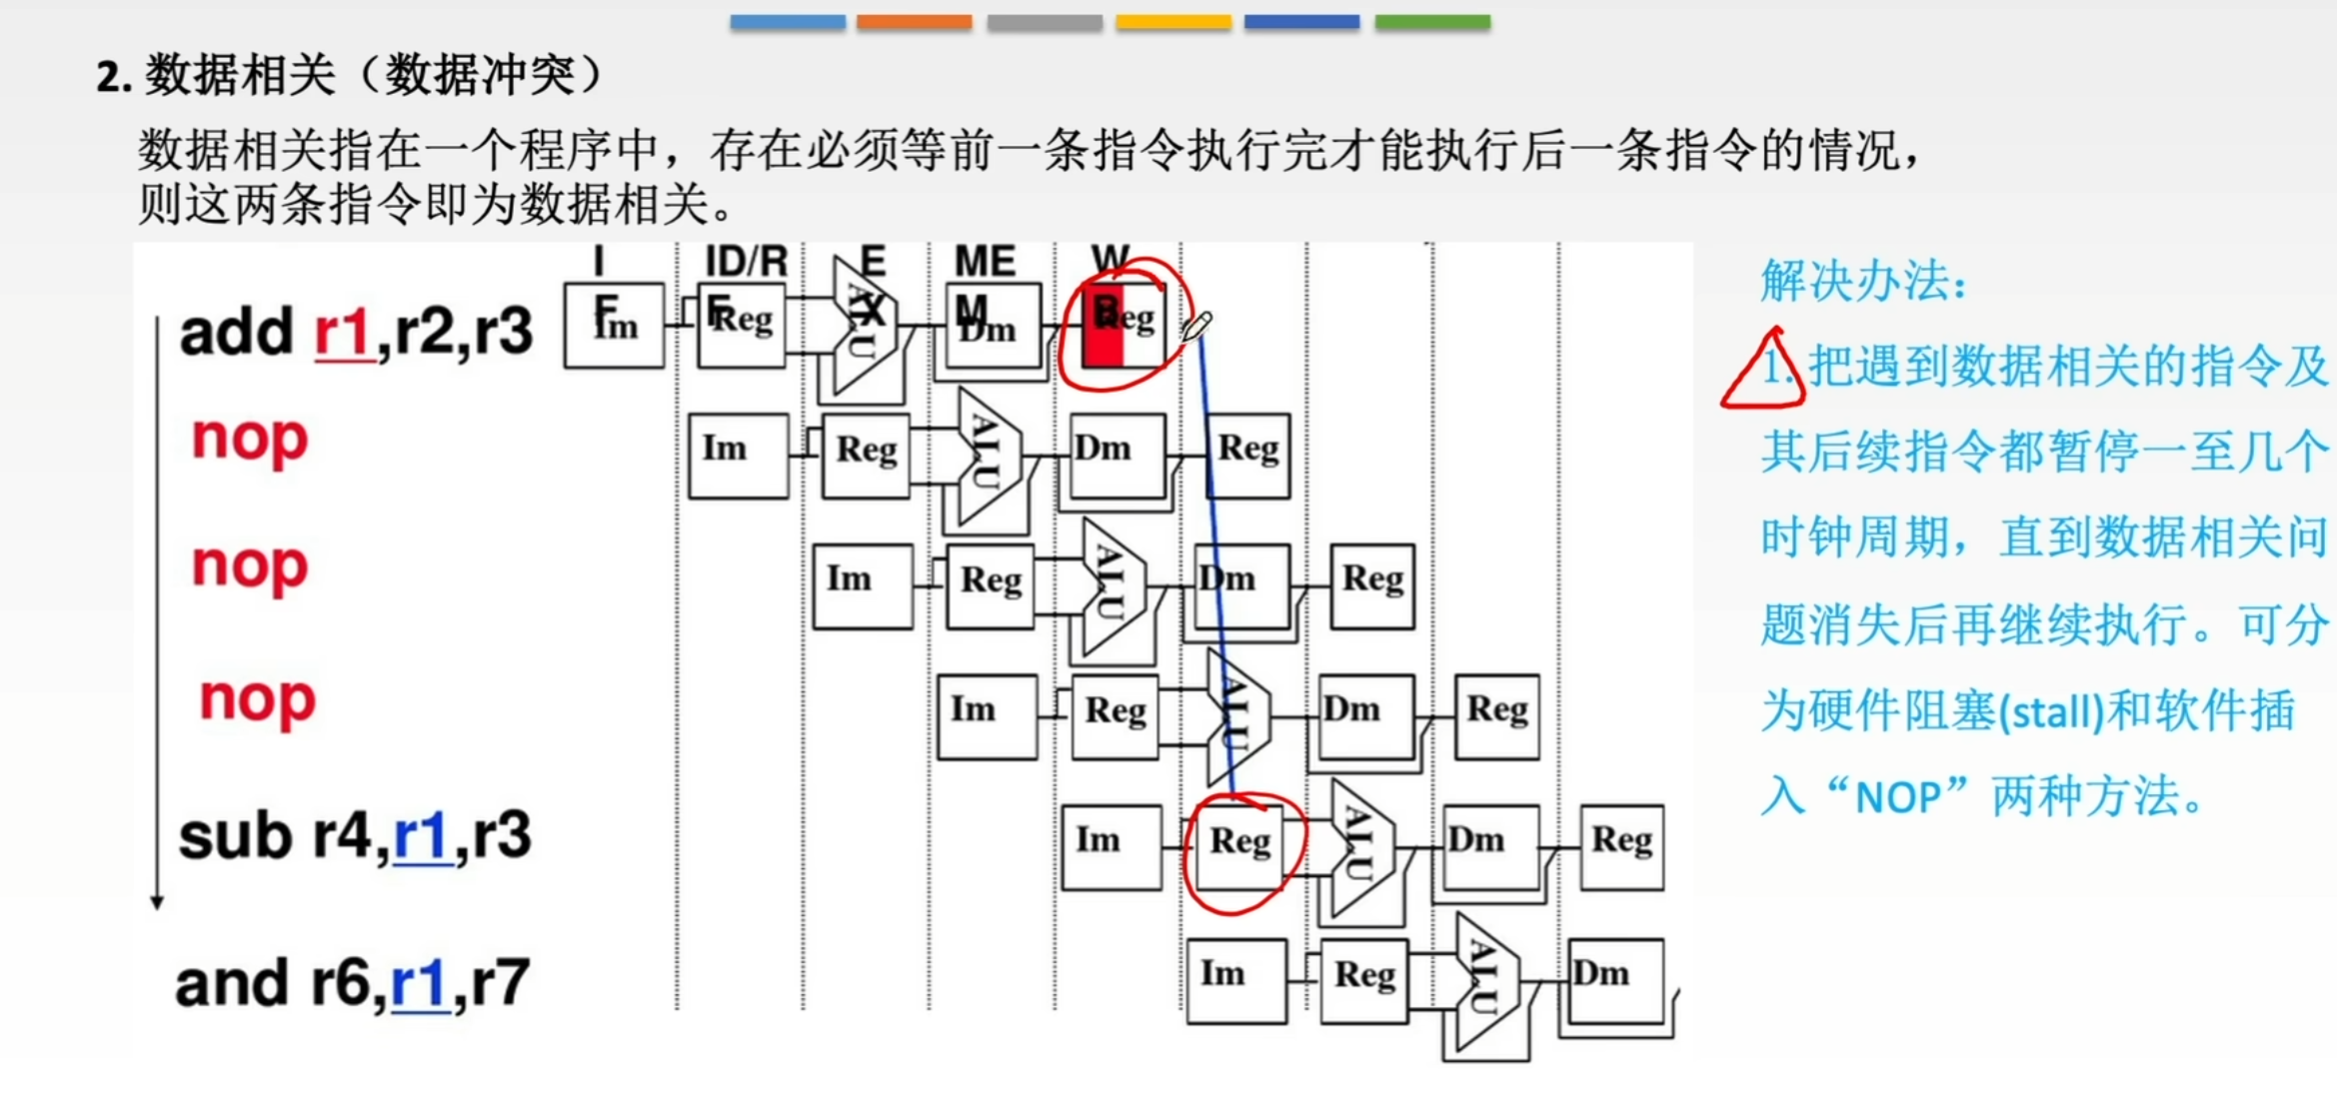 2. 数据相关（数据冲突）
数据相关指在一个程序中，存在必须等前一条指令执行完才能执行后一条指令的情况，
则这两条指令即为数据相关。
IF ID/RF EX MEM WB
add r1,r2,r3 Im Reg ALU Dm Reg
nop Im Reg ALU Dm Reg
nop Im Reg ALU Dm Reg
nop Im Reg ALU Dm Reg
sub r4,r1,r3 Im Reg ALU Dm Reg
and r6,r1,r7 Im Reg ALU Dm
解决办法：
1. 把遇到数据相关的指令及
其后续指令都暂停一至几个
时钟周期，直到数据相关问
题消失后再继续执行。可分
为硬件阻塞(stall)和软件插
入“NOP”两种方法。